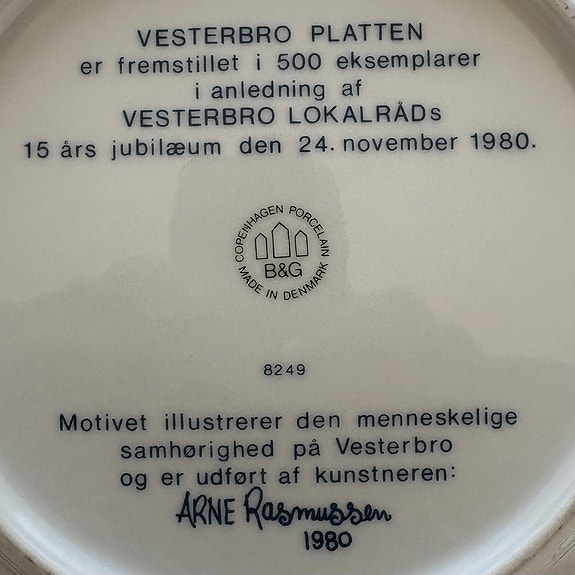 VESTERBRO PLATTEN
er fremstillet i 500 eksemplarer
i anledning af
VESTERBRO LOKALRÅDs
15 års jubilæum den 24. november 1980.
COPENHAGEN PORCELAIN
B&G
MADE IN DENMARK
8249
Motivet illustrerer den menneskelige
samhørighed på Vesterbro
og er udført af kunstneren:
ARNE Rasmussen
1980